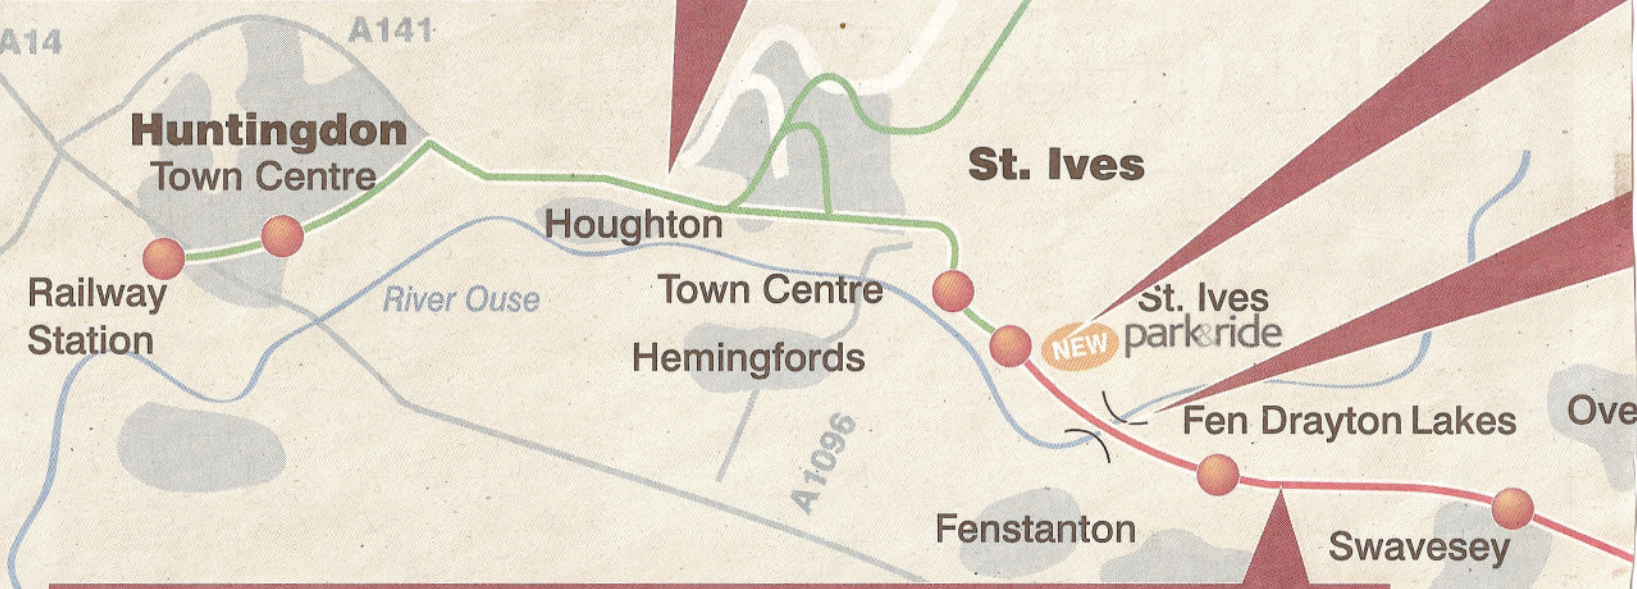 A14
A141
Huntingdon
Town Centre
St. Ives
Houghton
Railway
Station
River Ouse
Town Centre
St. Ives
NEW
park&ride
Hemingfords
Fen Drayton Lakes
Ove
A1096
Fenstanton
Swavesey